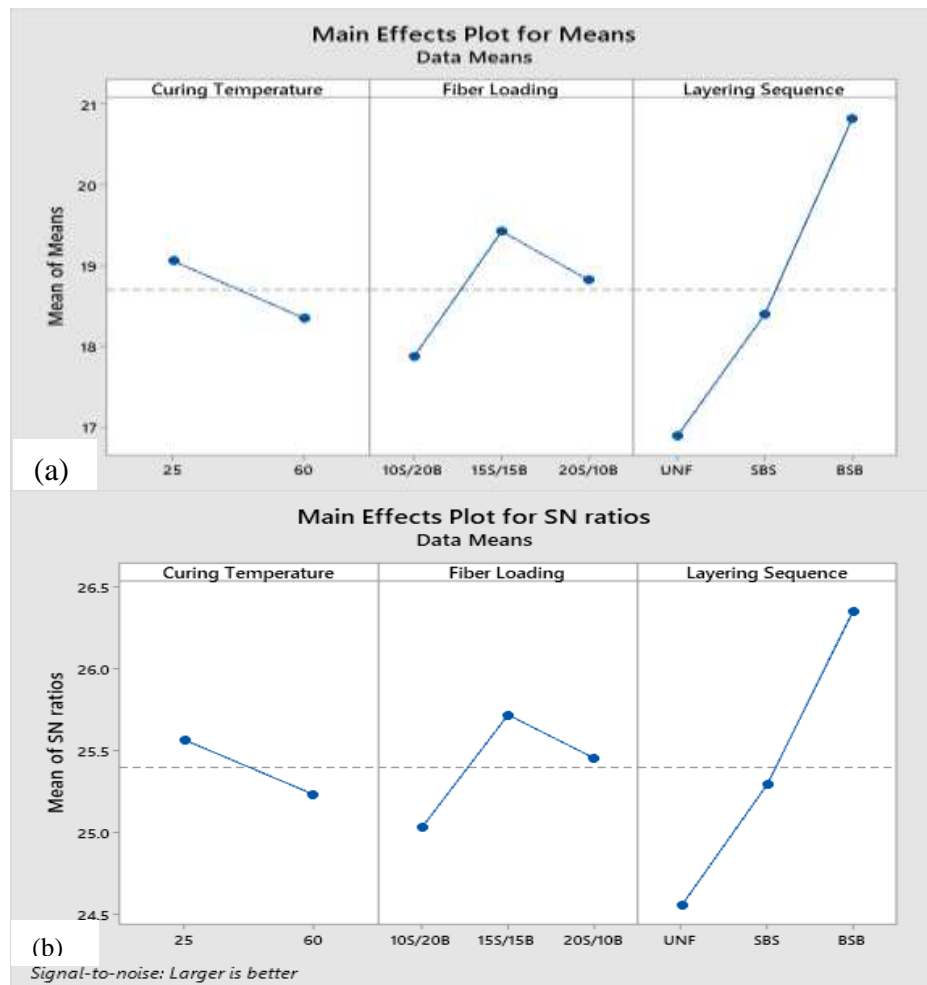 Main Effects Plot for Means
Data Means
Curing Temperature Fiber Loading Layering Sequence
Mean of Means
21
20
19
18
17
25 60 10S/20B 15S/15B 20S/10B UNF SBS BSB
(a)
Main Effects Plot for SN ratios
Data Means
Curing Temperature Fiber Loading Layering Sequence
Mean of SN ratios
26.5
26.0
25.5
25.0
24.5
25 60 10S/20B 15S/15B 20S/10B UNF SBS BSB
(b)
Signal-to-noise: Larger is better